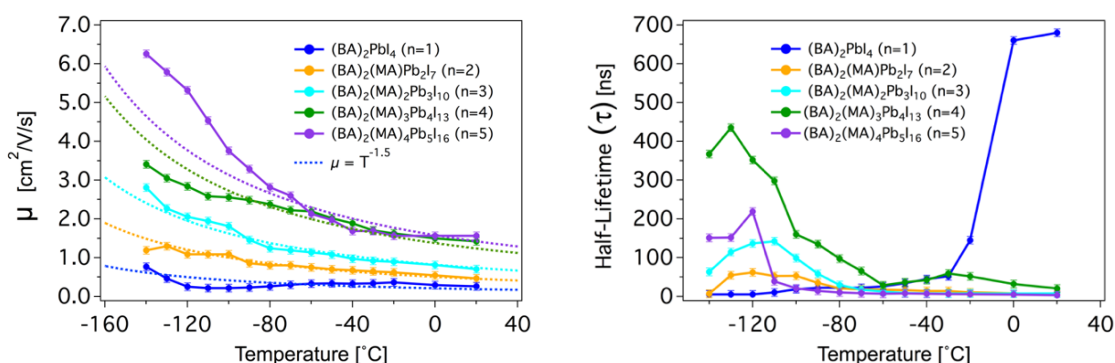 7.0
6.0
5.0
4.0
3.0
2.0
1.0
0.0
μ [cm²/V/s]
(BA)₂PbI₄ (n=1)
(BA)₂(MA)Pb₂I₇ (n=2)
(BA)₂(MA)₂Pb₃I₁₀ (n=3)
(BA)₂(MA)₃Pb₄I₁₃ (n=4)
(BA)₂(MA)₄Pb₅I₁₆ (n=5)
μ = T⁻¹·⁵
-160 -120 -80 -40 0 40
Temperature [˚C]
700
600
500
400
300
200
100
0
Half-Lifetime (τ) [ns]
(BA)₂PbI₄ (n=1)
(BA)₂(MA)Pb₂I₇ (n=2)
(BA)₂(MA)₂Pb₃I₁₀ (n=3)
(BA)₂(MA)₃Pb₄I₁₃ (n=4)
(BA)₂(MA)₄Pb₅I₁₆ (n=5)
-120 -80 -40 0 40
Temperature [˚C]